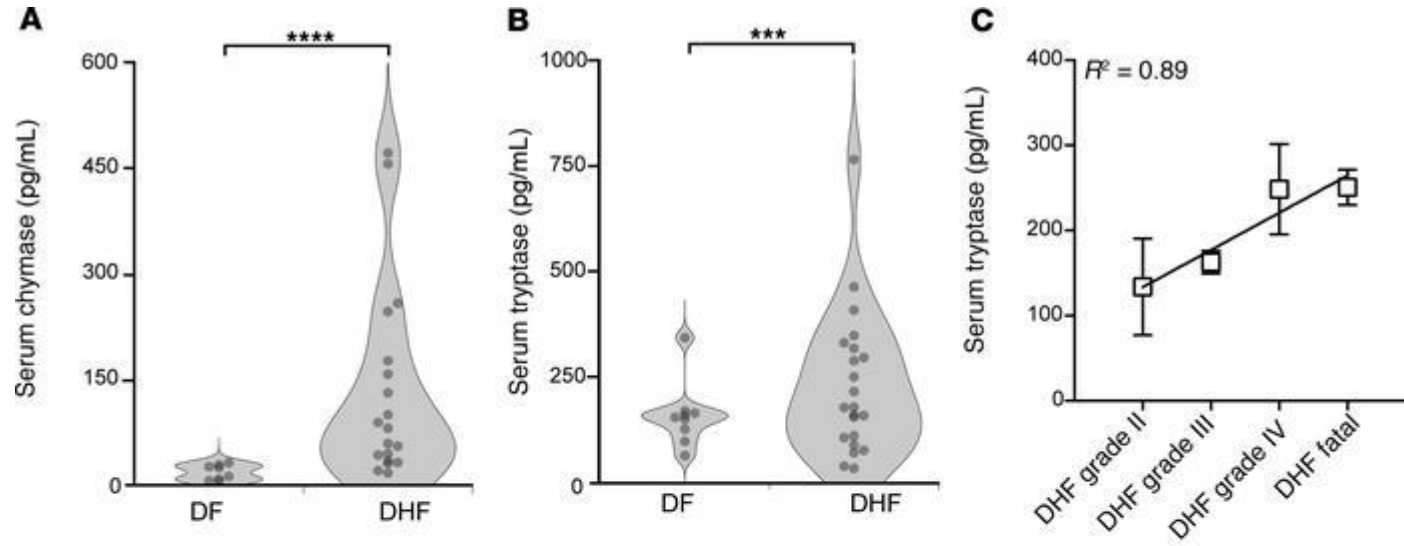 A
****
600
450
300
150
0
Serum chymase (pg/mL)
DF
DHF
B
***
1000
750
500
250
0
Serum tryptase (pg/mL)
DF
DHF
C
R² = 0.89
400
300
200
100
0
Serum tryptase (pg/mL)
DHF grade II
DHF grade III
DHF grade IV
DHF fatal